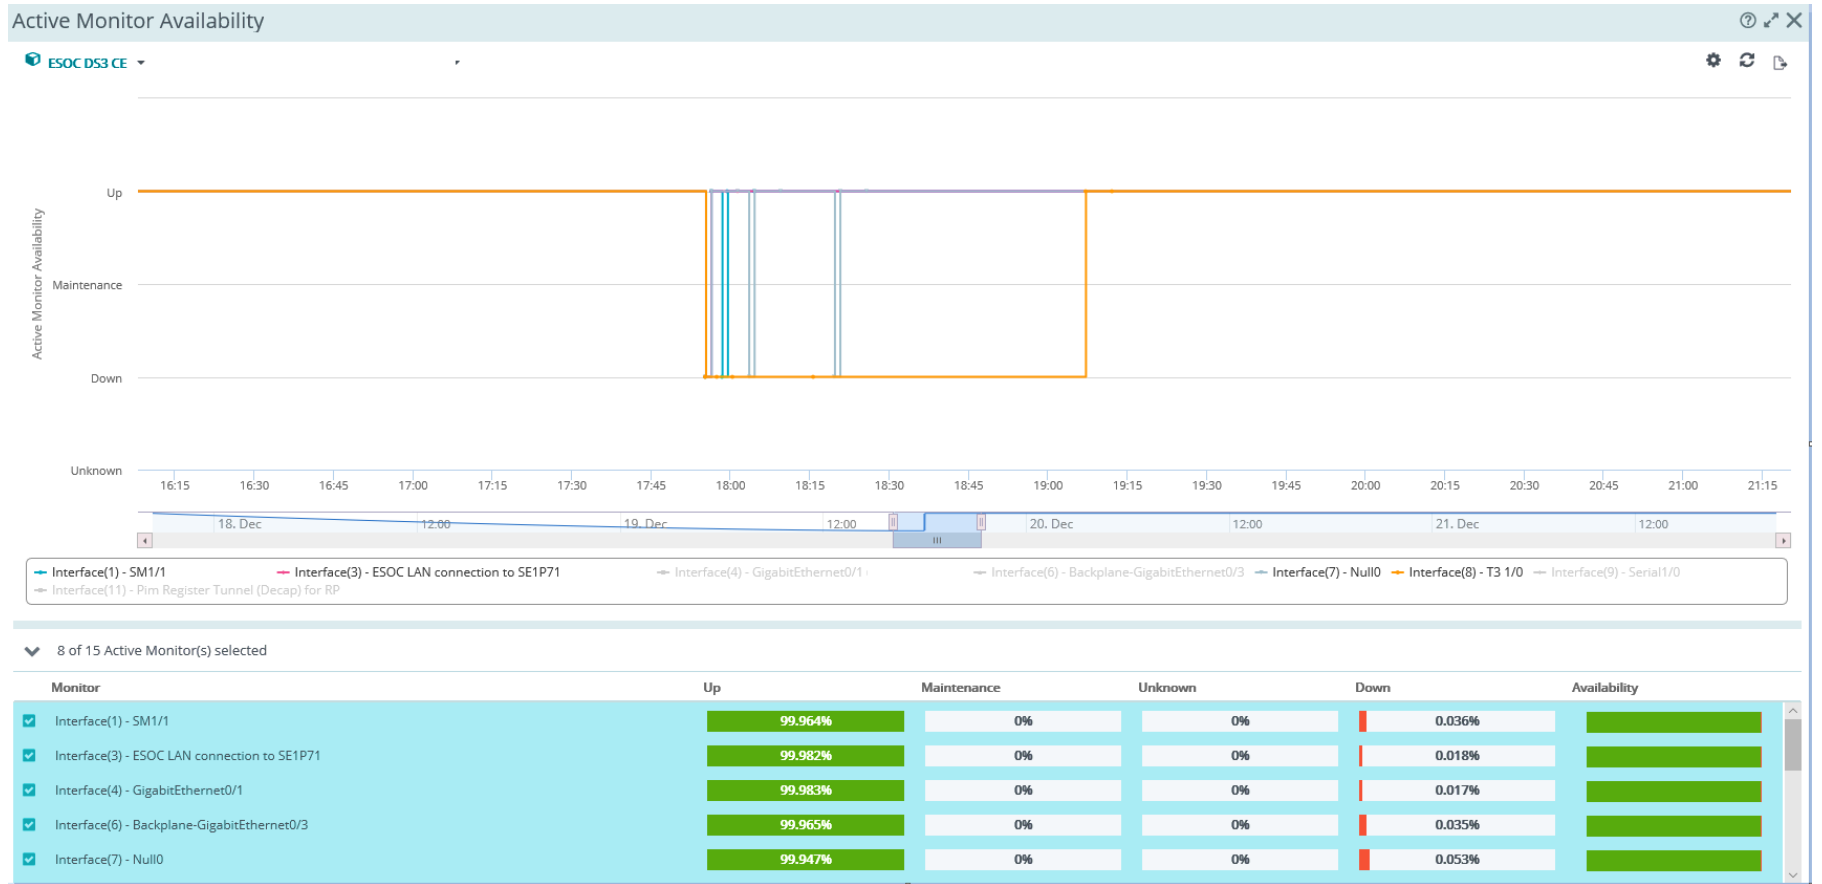 Active Monitor Availability
ESOC DS3 CE
Active Monitor Availability
Up
Maintenance
Down
Unknown
16:15 16:30 16:45 17:00 17:15 17:30 17:45 18:00 18:15 18:30 18:45 19:00 19:15 19:30 19:45 20:00 20:15 20:30 20:45 21:00 21:15
18. Dec 12:00 19. Dec 12:00 20. Dec 12:00 21. Dec 12:00
Interface(1) - SM1/1 Interface(3) - ESOC LAN connection to SE1P71 Interface(4) - GigabitEthernet0/1 Interface(6) - Backplane-GigabitEthernet0/3 Interface(7) - Null0 Interface(8) - T3 1/0 Interface(9) - Serial1/0
Interface(11) - Pim Register Tunnel (Decap) for RP
8 of 15 Active Monitor(s) selected
Monitor Up Maintenance Unknown Down Availability
Interface(1) - SM1/1 99.964% 0% 0% 0.036%
Interface(3) - ESOC LAN connection to SE1P71 99.982% 0% 0% 0.018%
Interface(4) - GigabitEthernet0/1 99.983% 0% 0% 0.017%
Interface(6) - Backplane-GigabitEthernet0/3 99.965% 0% 0% 0.035%
Interface(7) - Null0 99.947% 0% 0% 0.053%